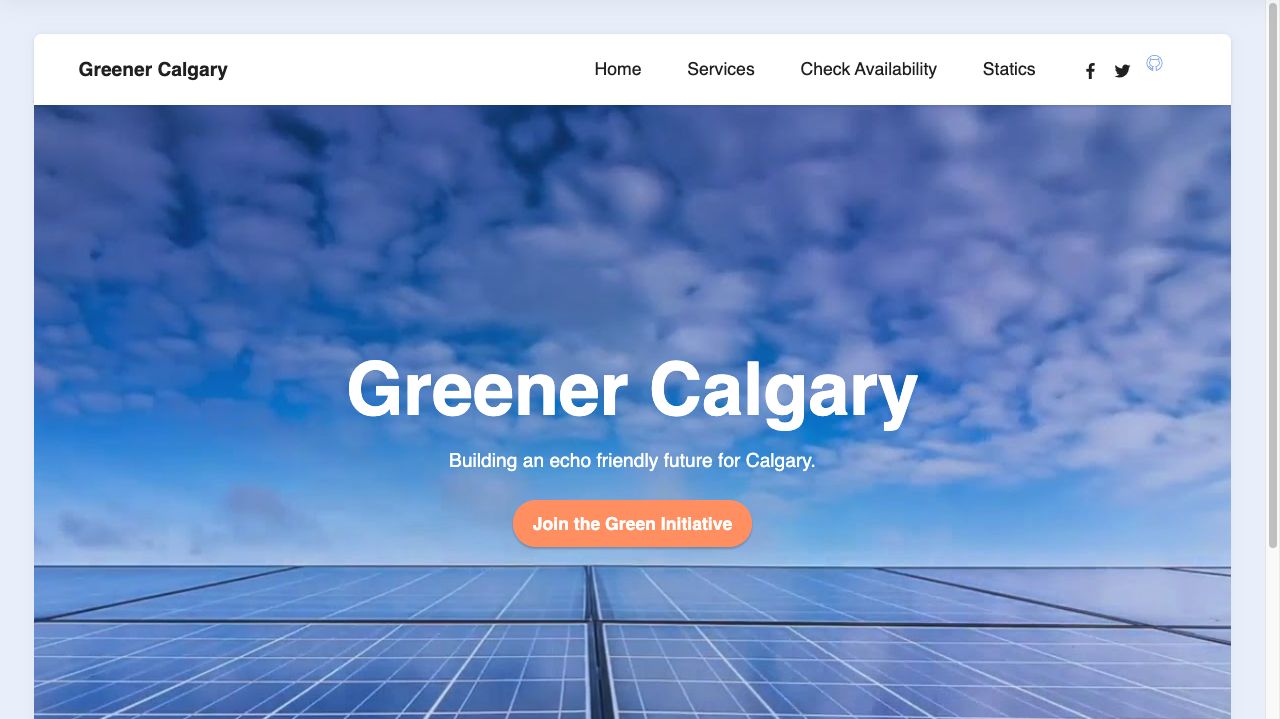 Greener Calgary
Home
Services
Check Availability
Statics
Greener Calgary
Building an echo friendly future for Calgary.
Join the Green Initiative